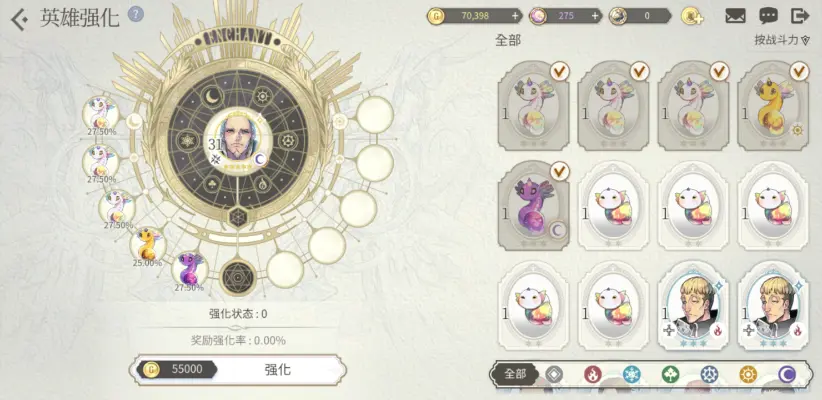 英雄强化 ?
70,398 +
275 +
0
ENCHANT
全部
按战斗力
31
27.50%
27.50%
27.50%
25.00%
27.50%
强化状态 : 0
奖励强化率 : 0.00%
55000
强化
1
1
1
1
1
1
1
1
1
1
1
1
全部